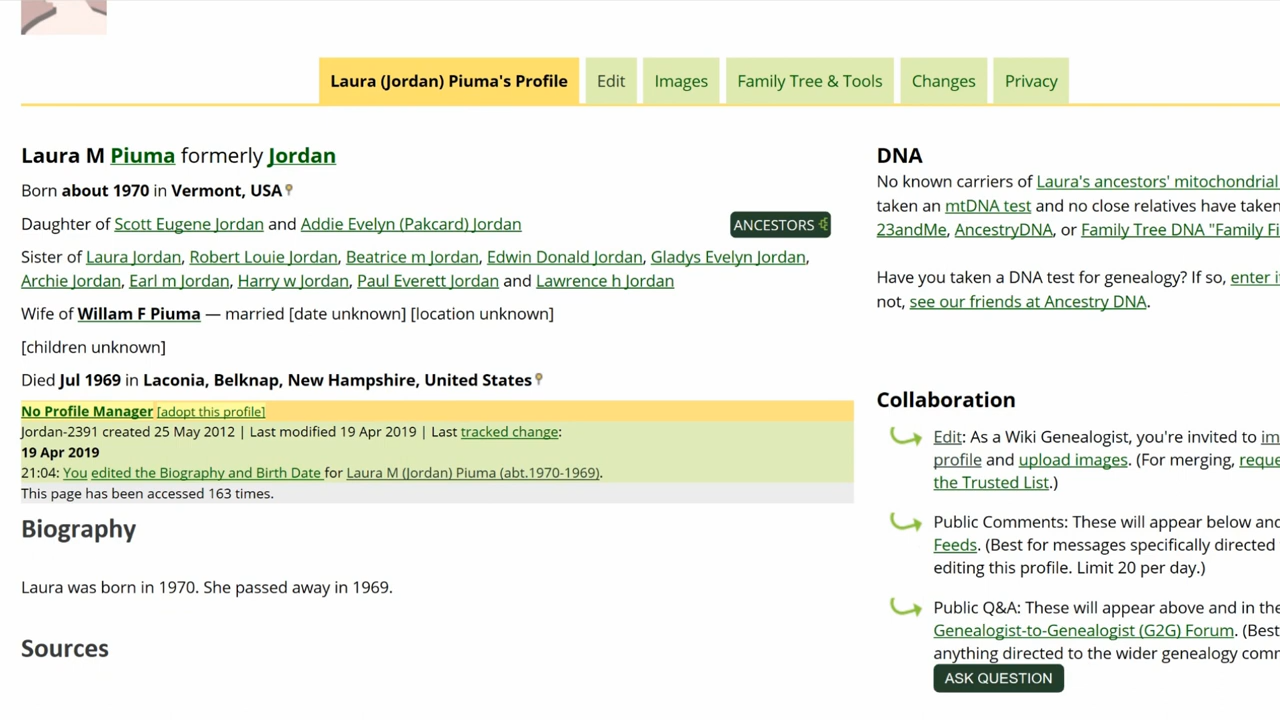 Laura (Jordan) Piuma's Profile Edit Images Family Tree & Tools Changes Privacy
Laura M Piuma formerly Jordan
Born about 1970 in Vermont, USA
Daughter of Scott Eugene Jordan and Addie Evelyn (Pakcard) Jordan
ANCESTORS
Sister of Laura Jordan, Robert Louie Jordan, Beatrice m Jordan, Edwin Donald Jordan, Gladys Evelyn Jordan,
Archie Jordan, Earl m Jordan, Harry w Jordan, Paul Everett Jordan and Lawrence h Jordan
Wife of Willam F Piuma — married [date unknown] [location unknown]
[children unknown]
Died Jul 1969 in Laconia, Belknap, New Hampshire, United States
No Profile Manager [adopt this profile]
Jordan-2391 created 25 May 2012 | Last modified 19 Apr 2019 | Last tracked change:
19 Apr 2019
21:04: You edited the Biography and Birth Date for Laura M (Jordan) Piuma (abt.1970-1969).
This page has been accessed 163 times.
Biography
Laura was born in 1970. She passed away in 1969.
Sources
DNA
No known carriers of Laura's ancestors' mitochondrial
taken an mtDNA test and no close relatives have taken
23andMe, AncestryDNA, or Family Tree DNA "Family Fi
Have you taken a DNA test for genealogy? If so, enter i
not, see our friends at Ancestry DNA.
Collaboration
Edit: As a Wiki Genealogist, you're invited to im
profile and upload images. (For merging, reque
the Trusted List.)
Public Comments: These will appear below and
Feeds. (Best for messages specifically directed
editing this profile. Limit 20 per day.)
Public Q&A: These will appear above and in the
Genealogist-to-Genealogist (G2G) Forum. (Best
anything directed to the wider genealogy comm
ASK QUESTION